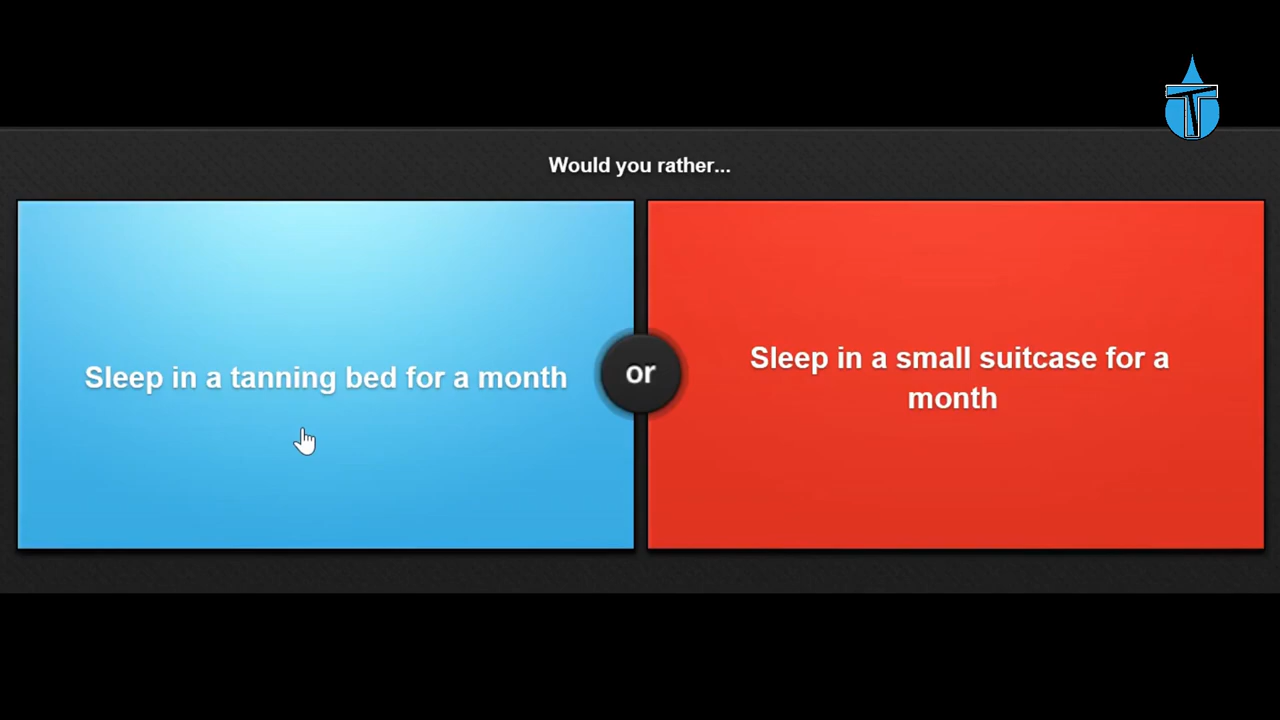 Would you rather...
Sleep in a tanning bed for a month
or
Sleep in a small suitcase for a
month